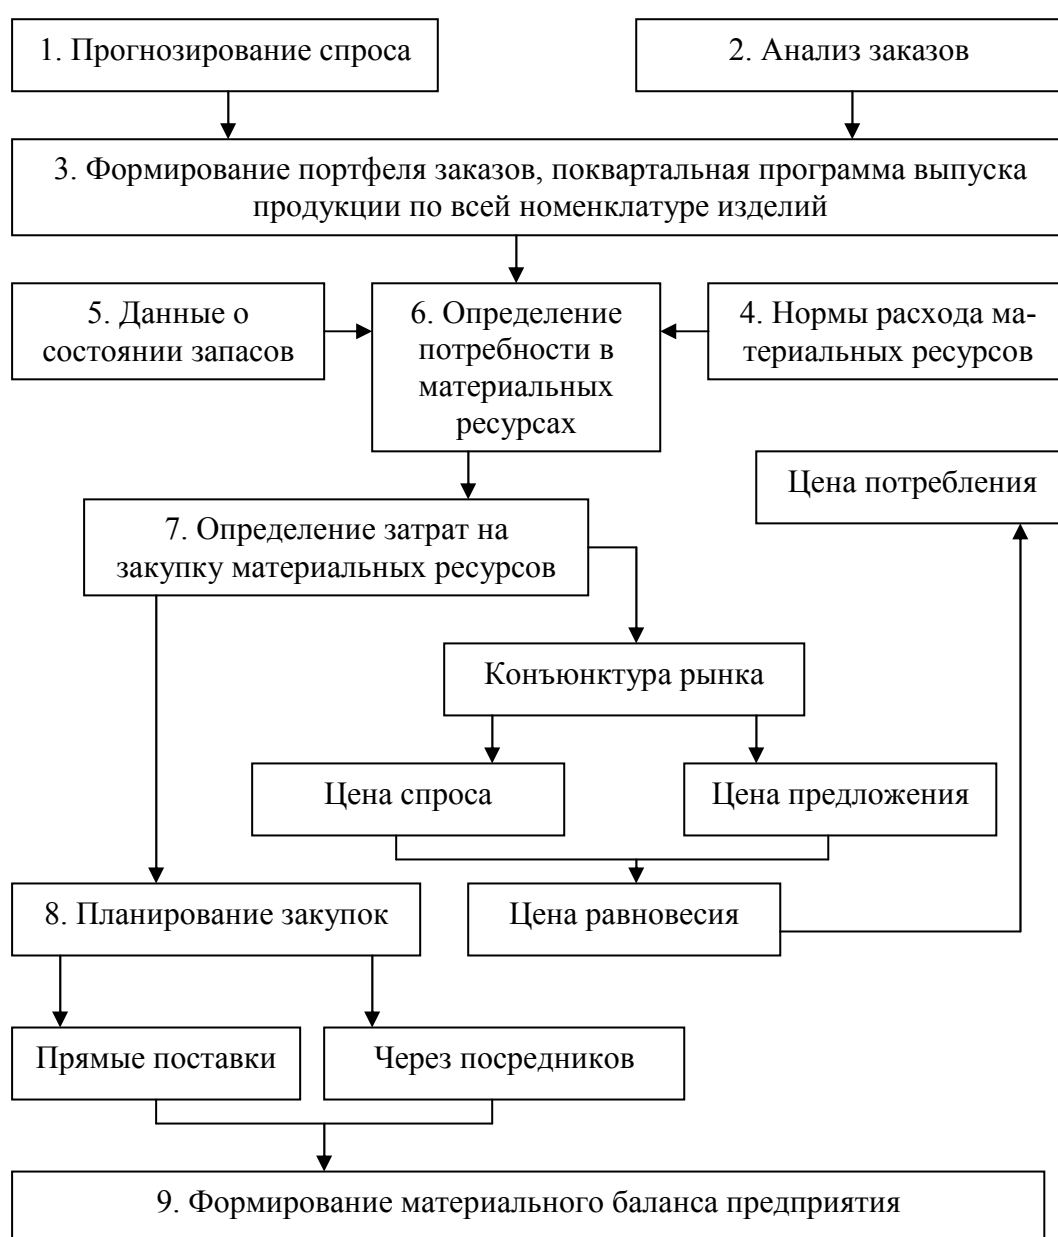 1. Прогнозирование спроса
2. Анализ заказов
3. Формирование портфеля заказов, поквартальная программа выпуска
продукции по всей номенклатуре изделий
5. Данные о
состоянии запасов
6. Определение
потребности в
материальных
ресурсах
4. Нормы расхода ма-
териальных ресурсов
Цена потребления
7. Определение затрат на
закупку материальных ресурсов
Конъюнктура рынка
Цена спроса
Цена предложения
8. Планирование закупок
Цена равновесия
Прямые поставки
Через посредников
9. Формирование материального баланса предприятия